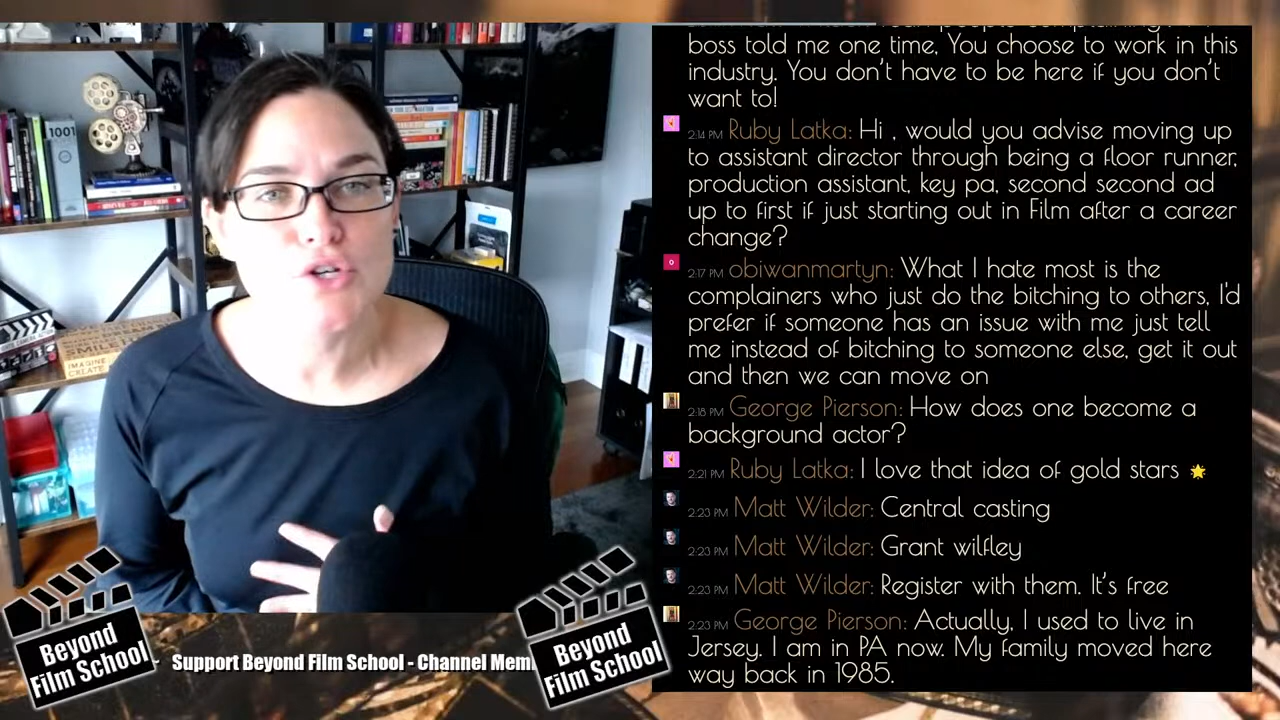 boss told me one time, You choose to work in this
industry. You don't have to be here if you don't
want to!
2:14 PM Ruby Latka: Hi , would you advise moving up
to assistant director through being a floor runner,
production assistant, key pa, second second ad
up to first if just starting out in Film after a career
change?
2:17 PM obiwanmartyn: What I hate most is the
complainers who just do the bitching to others, I'd
prefer if someone has an issue with me just tell
me instead of bitching to someone else, get it out
and then we can move on
2:18 PM George Pierson: How does one become a
background actor?
2:21 PM Ruby Latka: I love that idea of gold stars 🌟
2:23 PM Matt Wilder: Central casting
2:23 PM Matt Wilder: Grant wilfley
2:23 PM Matt Wilder: Register with them. It's free
2:23 PM George Pierson: Actually, I used to live in
Jersey. I am in PA now. My family moved here
way back in 1985.
1001
IMAGINE
CREATE
Beyond
Film School
Support Beyond Film School - Channel Mem
Beyond
Film School